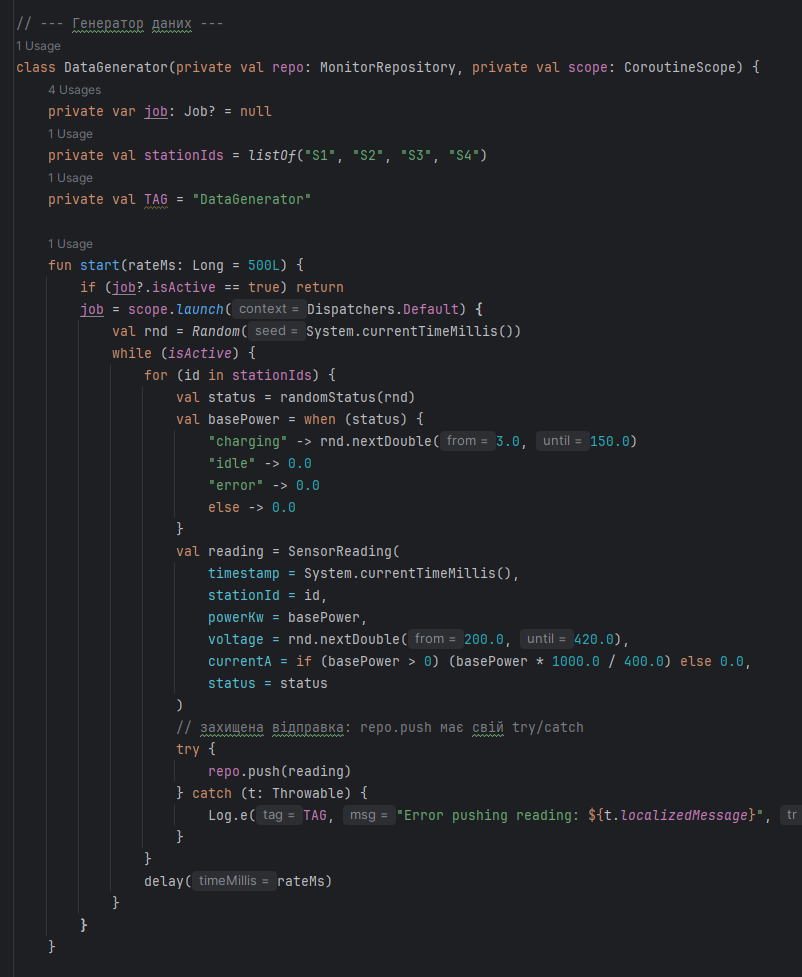 // --- Генератор даних ---
1 Usage
class DataGenerator(private val repo: MonitorRepository, private val scope: CoroutineScope) {
4 Usages
private var job: Job? = null
1 Usage
private val stationIds = listOf("S1", "S2", "S3", "S4")
1 Usage
private val TAG = "DataGenerator"
1 Usage
fun start(rateMs: Long = 500L) {
if (job?.isActive == true) return
job = scope.launch( context = Dispatchers.Default) {
val rnd = Random( seed = System.currentTimeMillis())
while (isActive) {
for (id in stationIds) {
val status = randomStatus(rnd)
val basePower = when (status) {
"charging" -> rnd.nextDouble( from = 3.0, until = 150.0)
"idle" -> 0.0
"error" -> 0.0
else -> 0.0
}
val reading = SensorReading(
timestamp = System.currentTimeMillis(),
stationId = id,
powerKw = basePower,
voltage = rnd.nextDouble( from = 200.0, until = 420.0),
currentA = if (basePower > 0) (basePower * 1000.0 / 400.0) else 0.0,
status = status
)
// захищена відправка: repo.push має свій try/catch
try {
repo.push(reading)
} catch (t: Throwable) {
Log.e( tag = TAG, msg = "Error pushing reading: ${t.localizedMessage}", tr
}
}
delay( timeMillis = rateMs)
}
}
}